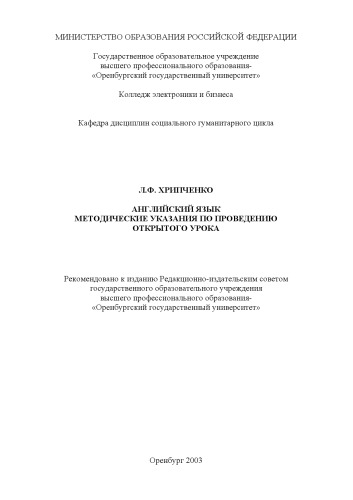 МИНИСТЕРСТВО ОБРАЗОВАНИЯ РОССИЙСКОЙ ФЕДЕРАЦИИ
Государственное образовательное учреждение
высшего профессионального образования-
«Оренбургский государственный университет»
Колледж электроники и бизнеса
Кафедра дисциплин социального гуманитарного цикла
Л.Ф. ХРИПЧЕНКО
АНГЛИЙСКИЙ ЯЗЫК
МЕТОДИЧЕСКИЕ УКАЗАНИЯ ПО ПРОВЕДЕНИЮ
ОТКРЫТОГО УРОКА
Рекомендовано к изданию Редакционно-издательским советом
государственного образовательного учреждения
высшего профессионального образования-
«Оренбургский государственный университет»
Оренбург 2003